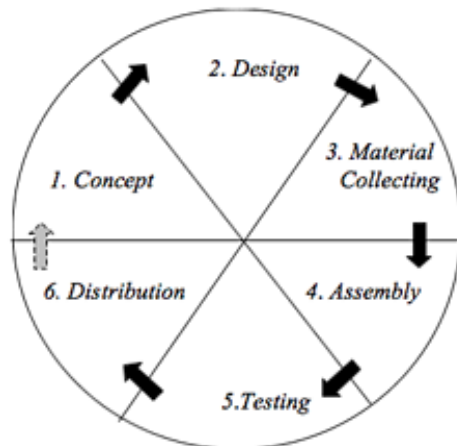 2. Design
3. Material
Collecting
1. Concept
6. Distribution
4. Assembly
5.Testing